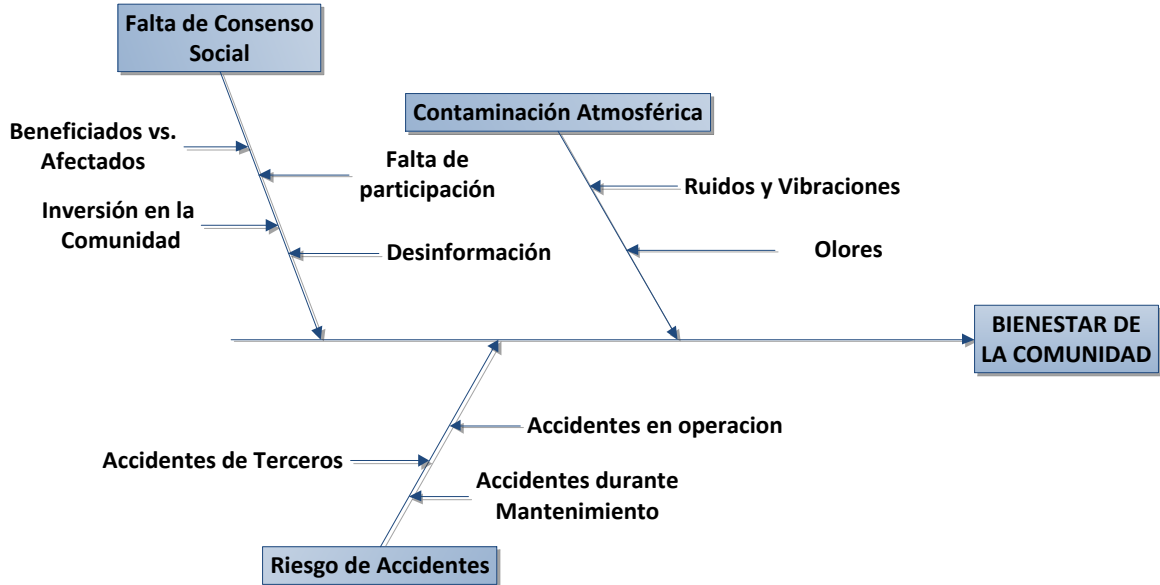 Falta de Consenso
Social
Contaminación Atmosférica
Beneficiados vs.
Afectados
Falta de
participación
Ruidos y Vibraciones
Inversión en la
Comunidad
Desinformación
Olores
BIENESTAR DE
LA COMUNIDAD
Accidentes en operacion
Accidentes de Terceros
Accidentes durante
Mantenimiento
Riesgo de Accidentes